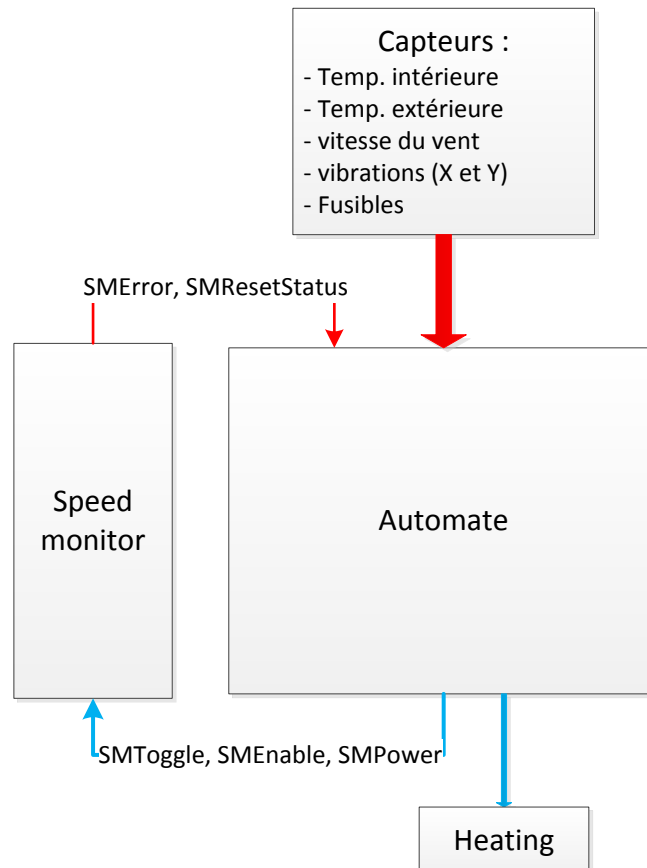 Capteurs :
- Temp. intérieure
- Temp. extérieure
- vitesse du vent
- vibrations (X et Y)
- Fusibles
SMError, SMResetStatus
Speed
monitor
Automate
SMToggle, SMEnable, SMPower
Heating